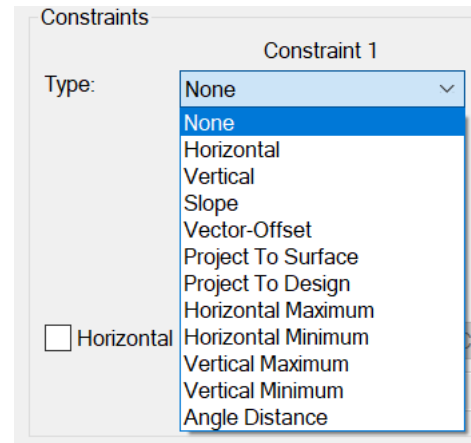 Constraints
Constraint 1
Type:
None
None
Horizontal
Vertical
Slope
Vector-Offset
Project To Surface
Project To Design
Horizontal Maximum
Horizontal Horizontal Minimum
Vertical Maximum
Vertical Minimum
Angle Distance